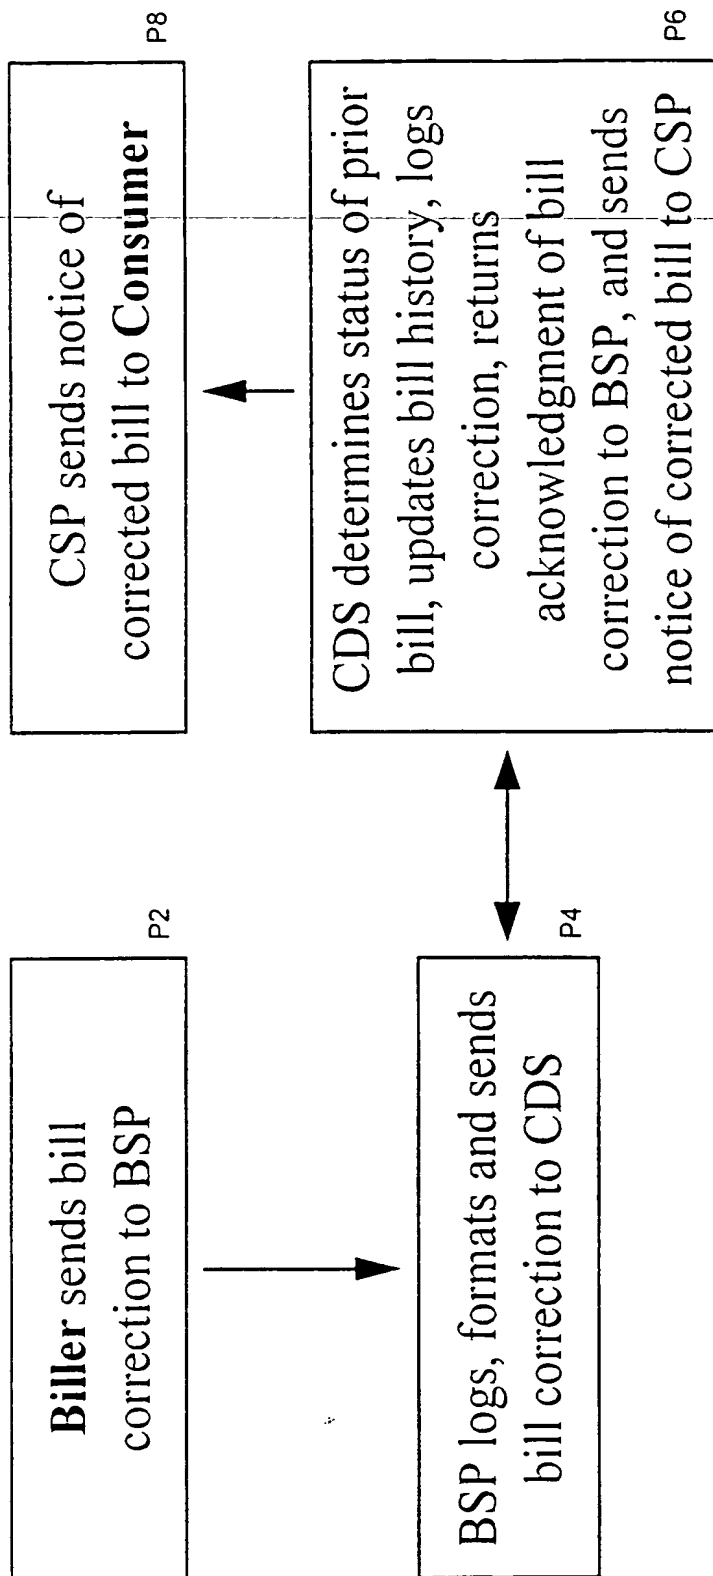 Biller sends bill
correction to BSP
P2
BSP logs, formats and sends
bill correction to CDS
P4
CDS determines status of prior
bill, updates bill history, logs
correction, returns
acknowledgment of bill
correction to BSP, and sends
notice of corrected bill to CSP
P6
CSP sends notice of
corrected bill to Consumer
P8